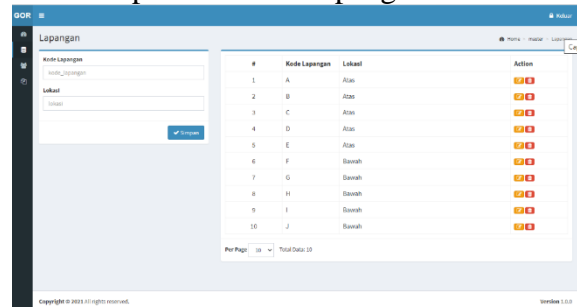 GOR
Keluar
Lapangan
Home > master > Lapangan
Kode Lapangan
kode_lapangan
Lokasi
lokasi
Simpan
# Kode Lapangan Lokasi Action
1 A Atas
2 B Atas
3 C Atas
4 D Atas
5 E Atas
6 F Bawah
7 G Bawah
8 H Bawah
9 I Bawah
10 J Bawah
Per Page 10 Total Data: 10
Copyright © 2021 All rights reserved. Version 1.0.0